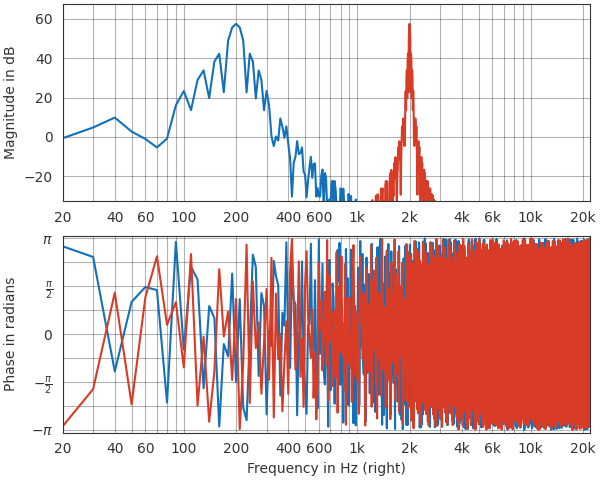 Magnitude in dB
60
40
20
0
−20
20 40 60 100 200 400 600 1k 2k 4k 6k 10k 20k
Phase in radians
π
π/2
0
−π/2
−π
20 40 60 100 200 400 600 1k 2k 4k 6k 10k 20k
Frequency in Hz (right)